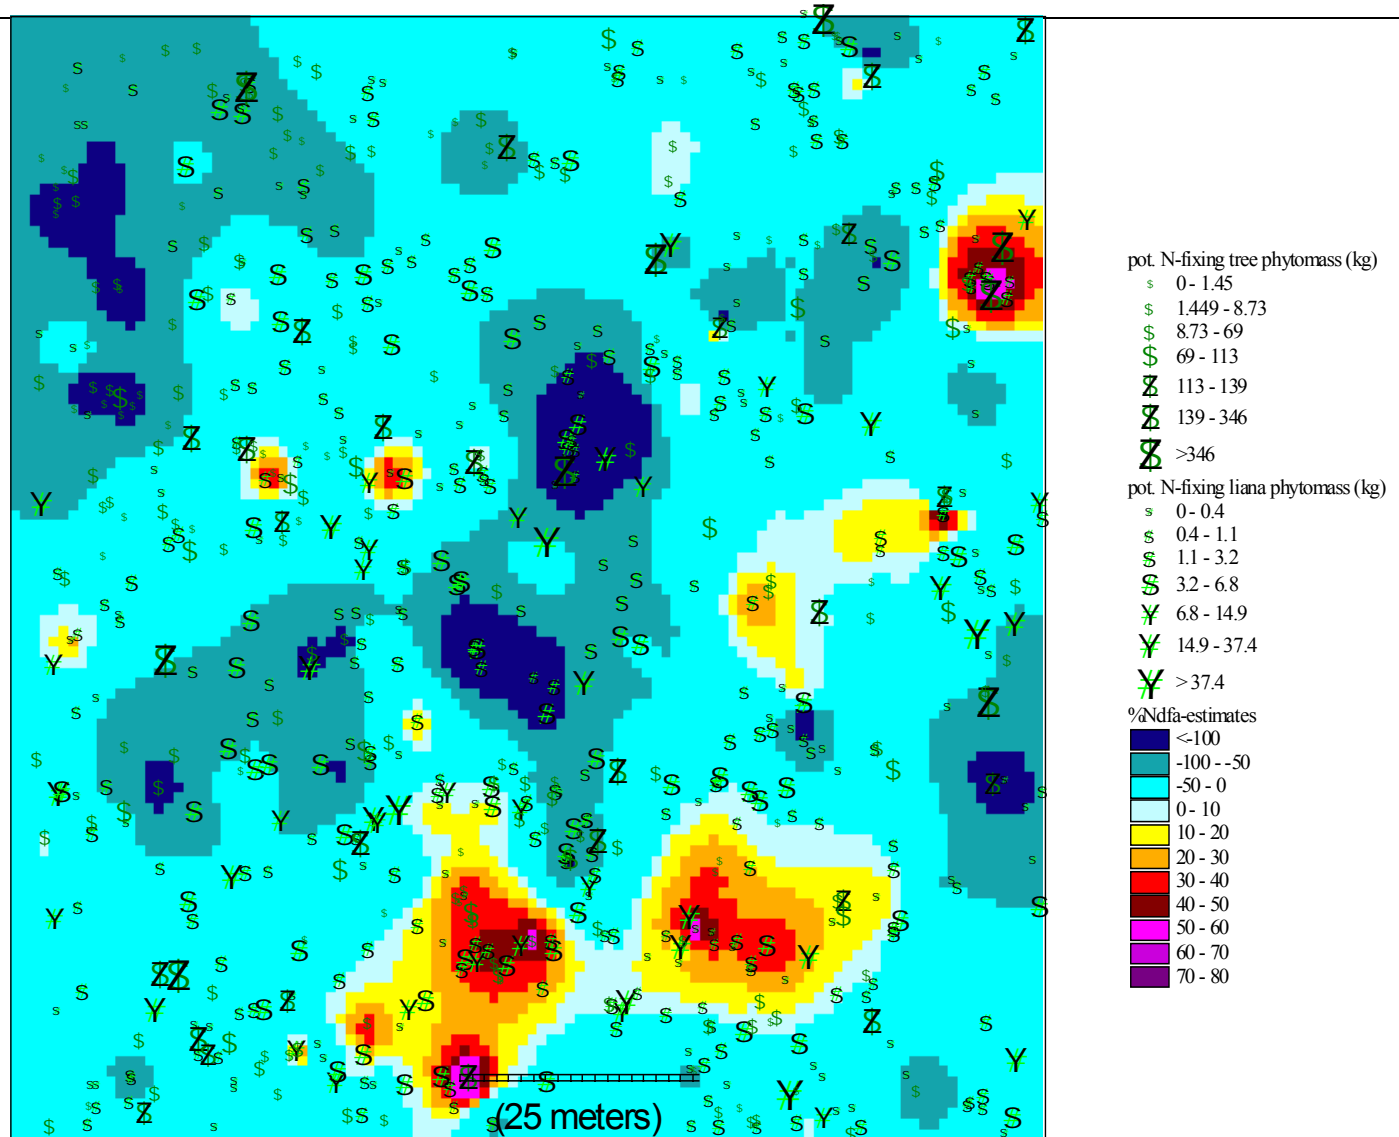 pot. N-fixing tree phytomass (kg)
0 - 1.45
1.449 - 8.73
8.73 - 69
69 - 113
113 - 139
139 - 346
>346
pot. N-fixing liana phytomass (kg)
0 - 0.4
0.4 - 1.1
1.1 - 3.2
3.2 - 6.8
6.8 - 14.9
14.9 - 37.4
> 37.4
%Ndfa-estimates
<-100
-100 - -50
-50 - 0
0 - 10
10 - 20
20 - 30
30 - 40
40 - 50
50 - 60
60 - 70
70 - 80
(25 meters)